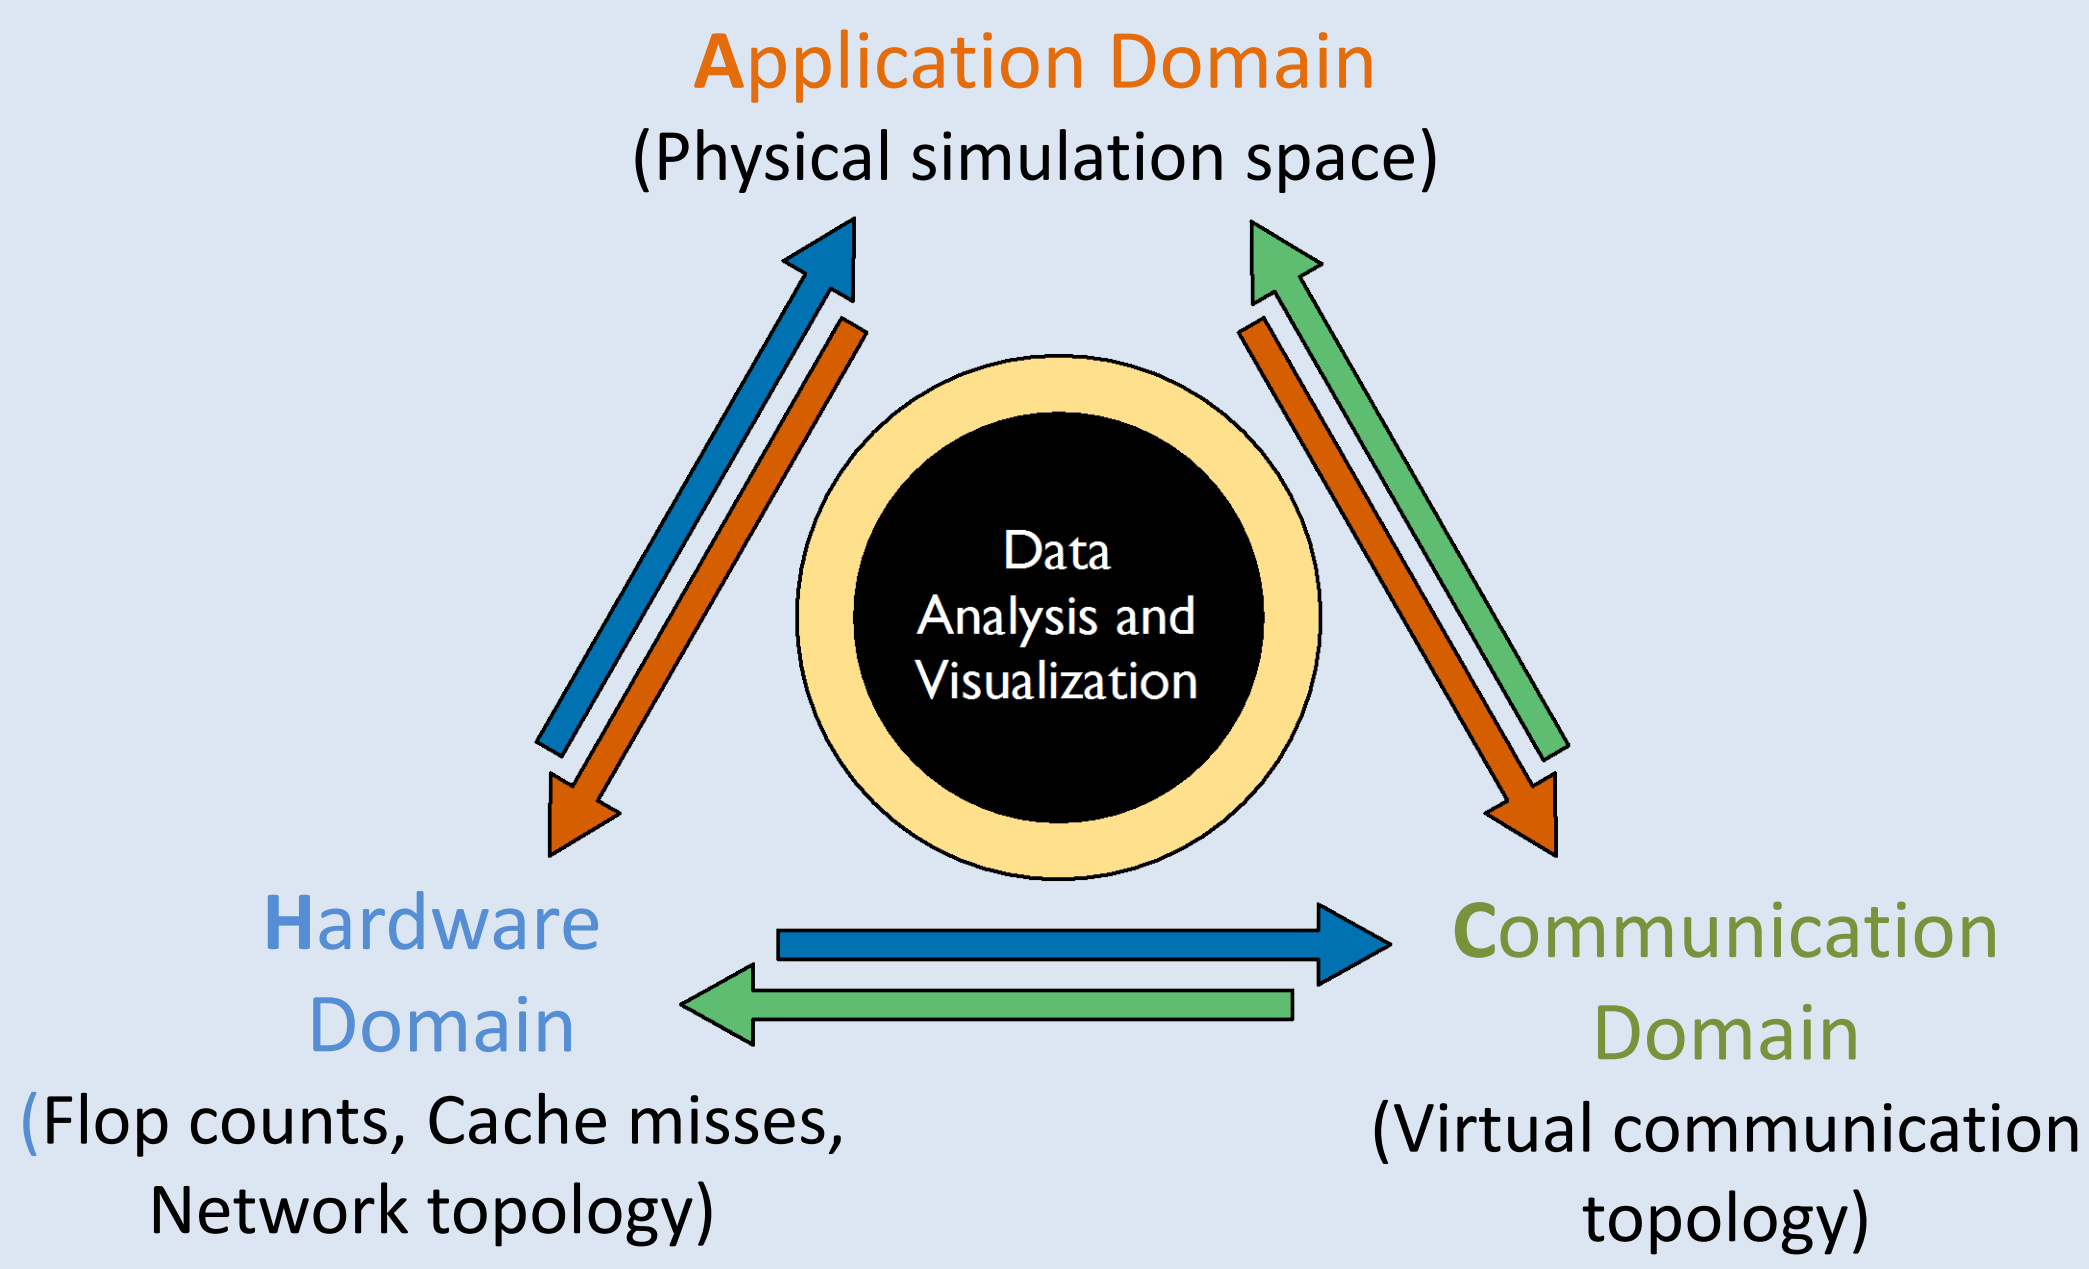 Application Domain
(Physical simulation space)
Data
Analysis and
Visualization
Hardware
Domain
(Flop counts, Cache misses,
Network topology)
Communication
Domain
(Virtual communication
topology)